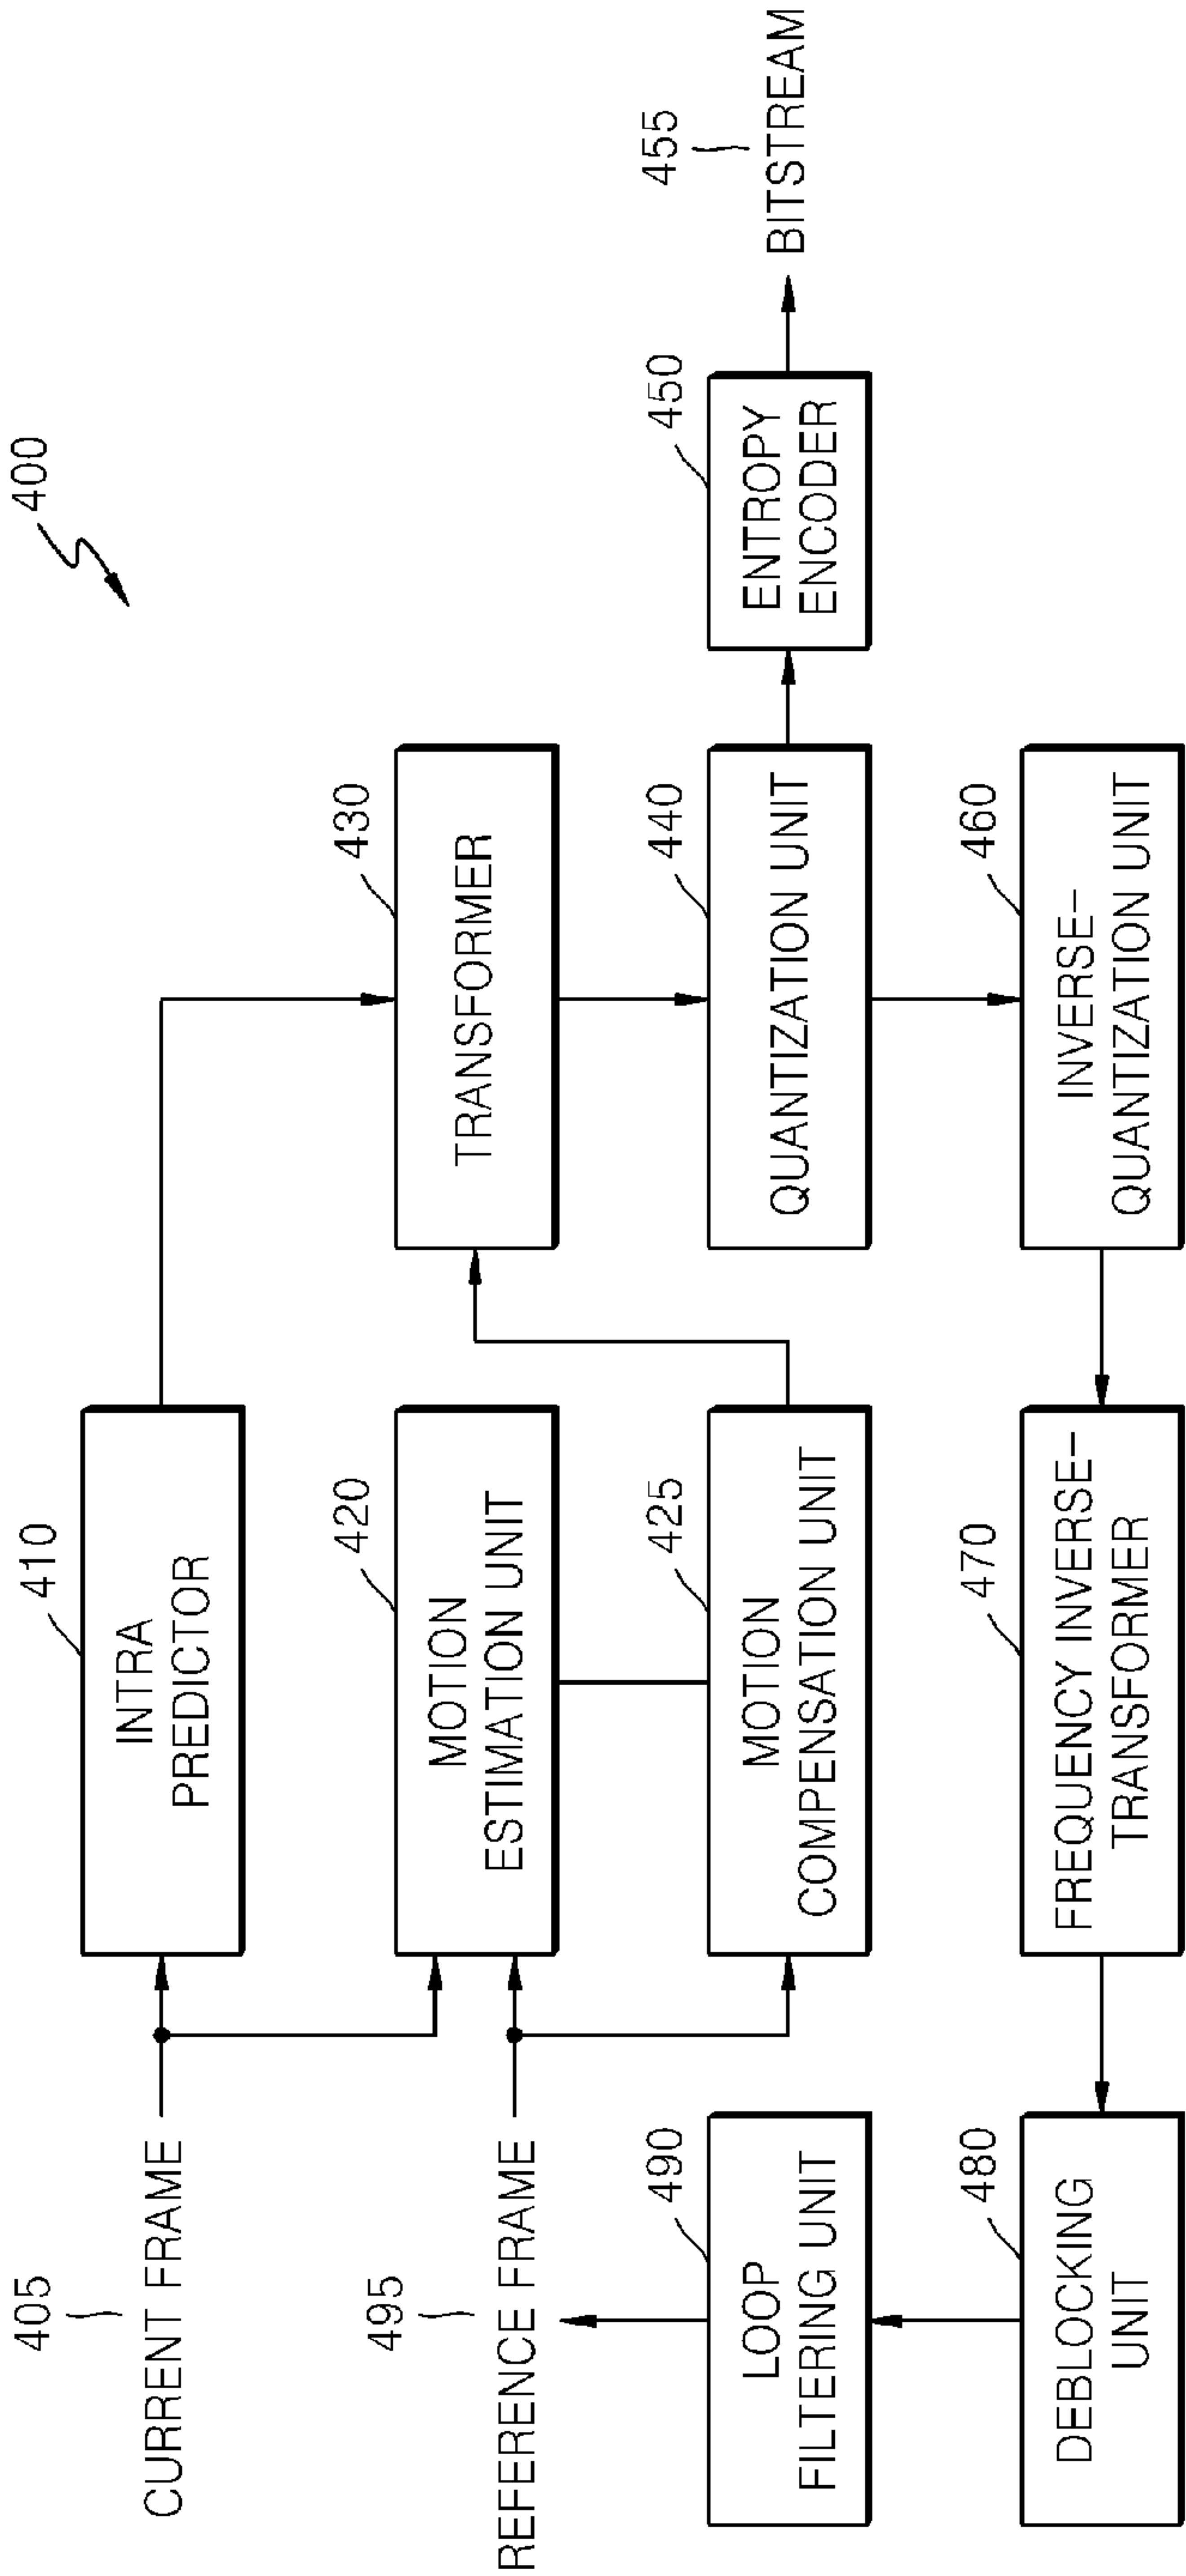 400
405
CURRENT FRAME
410
INTRA
PREDICTOR
495
REFERENCE FRAME
420
MOTION
ESTIMATION UNIT
430
TRANSFORMER
490
LOOP
FILTERING UNIT
425
MOTION
COMPENSATION UNIT
440
QUANTIZATION UNIT
450
ENTROPY
ENCODER
455
BITSTREAM
480
DEBLOCKING
UNIT
470
FREQUENCY INVERSE–
TRANSFORMER
460
INVERSE–
QUANTIZATION UNIT